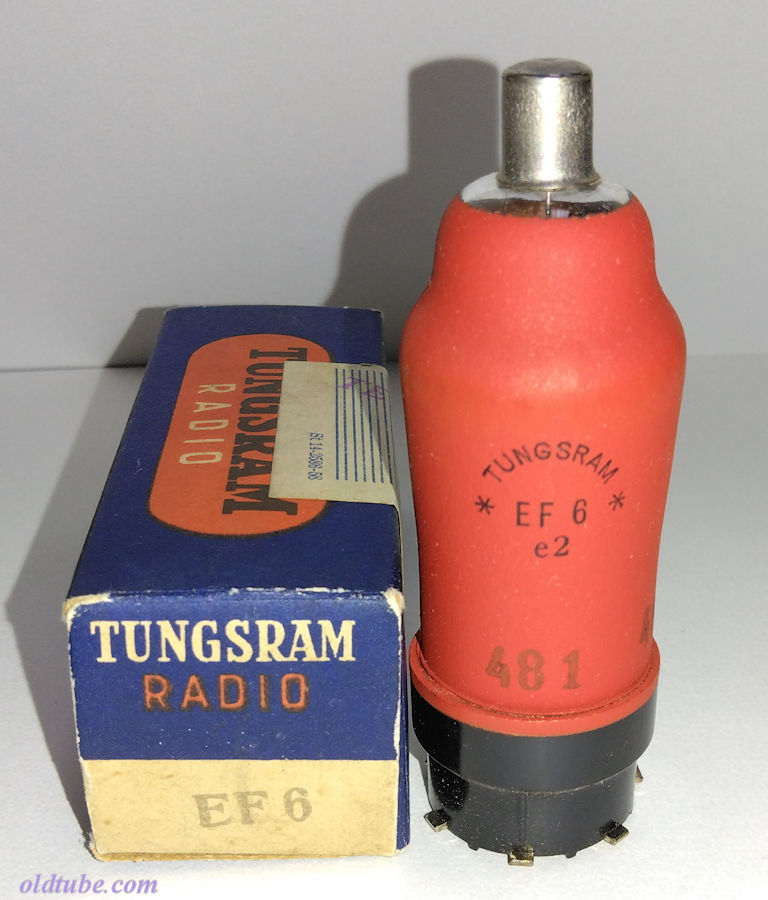 TUNGSRAM
RADIO
TUNGSRAM
RADIO
EF 6
TUNGSRAM
* EF 6 *
e2
481
oldtube.com